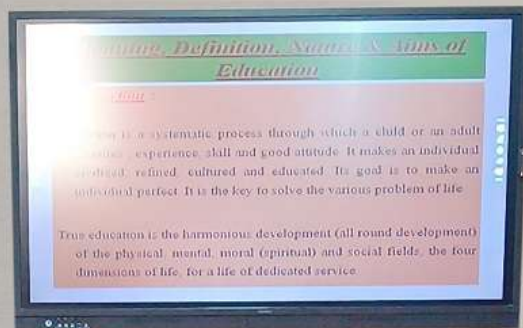 Meaning, Definition, Nature & Aims of
Education
is a systematic process through which a child or an adult
experience, skill and good attitude. It makes an individual
refined, cultured and educated. Its goal is to make an
individual perfect. It is the key to solve the various problem of life
True education is the harmonious development (all round development)
of the physical, mental, moral (spiritual) and social fields, the four
dimensions of life, for a life of dedicated service